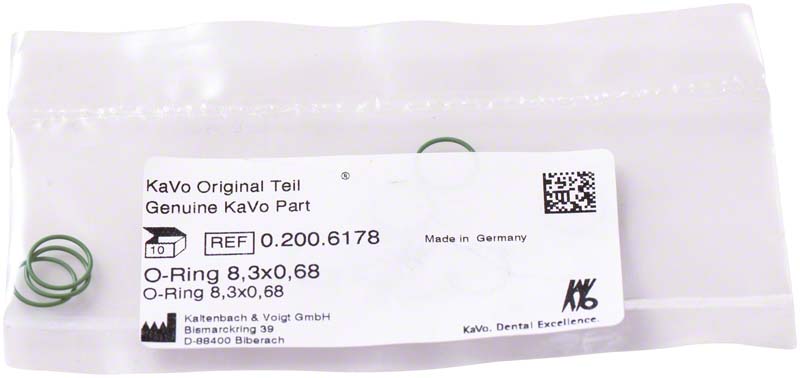 KaVo Original Teil ®
Genuine KaVo Part
10 REF 0.200.6178 Made in Germany
O-Ring 8,3x0,68
O-Ring 8,3x0,68
KaVo
Kaltenbach & Voigt GmbH
Bismarckring 39
D-88400 Biberach
KaVo. Dental Excellence.